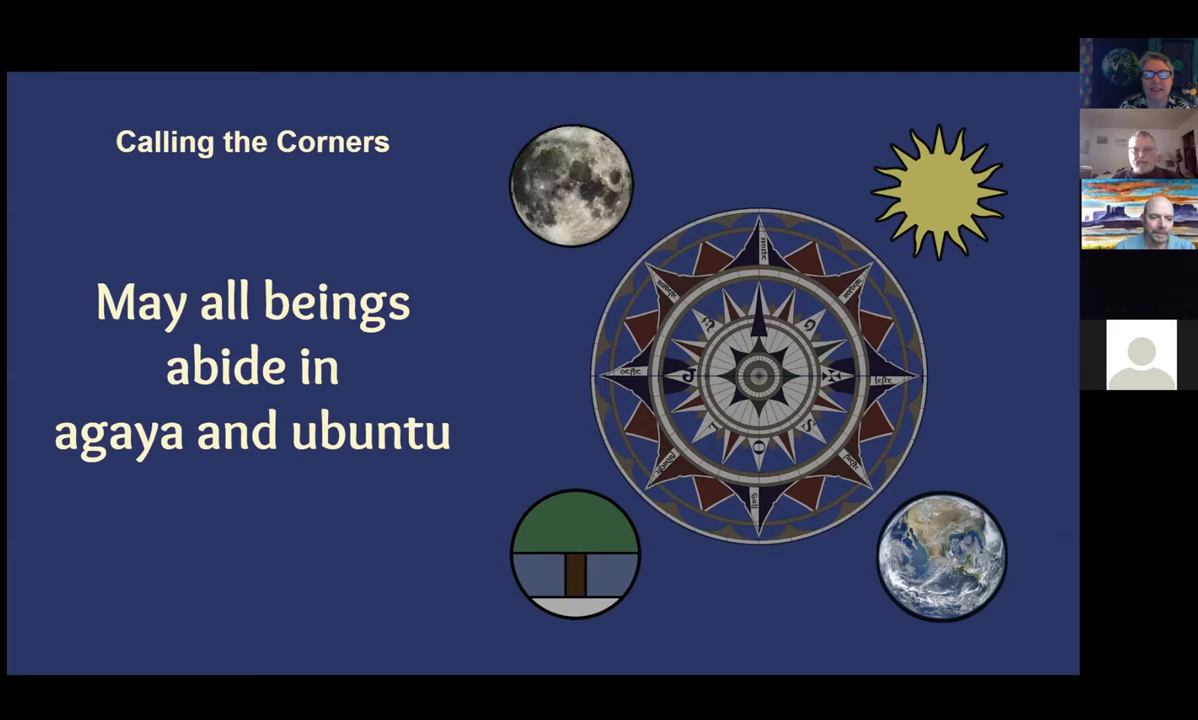 Calling the Corners
May all beings
abide in
agaya and ubuntu